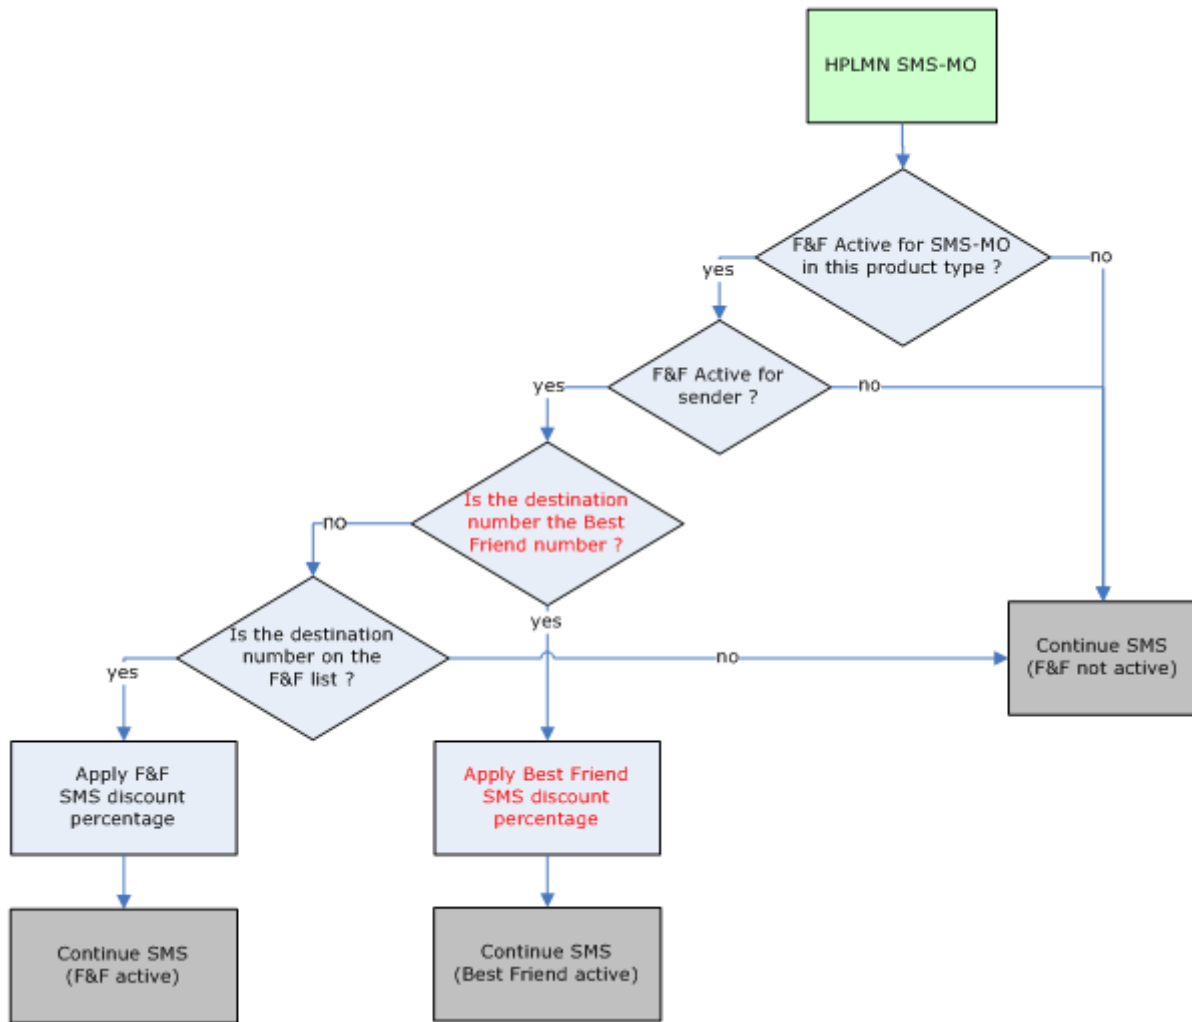 HPLMN SMS-MO
F&F Active for SMS-MO
in this product type ?
yes
no
F&F Active for
sender ?
yes
no
Is the destination
number the Best
Friend number ?
no
yes
Is the destination
number on the
F&F list ?
yes
no
Continue SMS
(F&F not active)
Apply F&F
SMS discount
percentage
Apply Best Friend
SMS discount
percentage
Continue SMS
(F&F active)
Continue SMS
(Best Friend active)